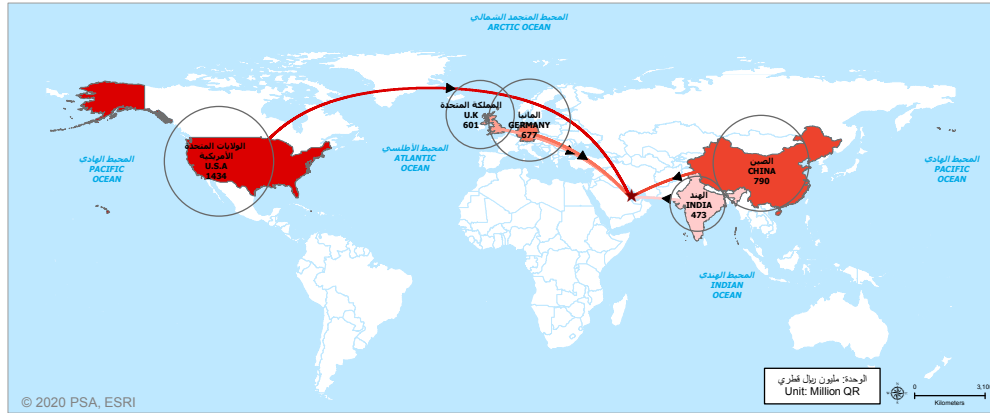 المحيط المتجمد الشمالي
ARCTIC OCEAN
المملكة المتحدة
U.K
601
المانيا
GERMANY
677
الولايات المتحدة
الأمريكية
U.S.A
1434
المحيط الهادي
PACIFIC
OCEAN
المحيط الأطلسي
ATLANTIC
OCEAN
الصين
CHINA
790
المحيط الهادي
PACIFIC
OCEAN
الهند
INDIA
473
المحيط الهندي
INDIAN
OCEAN
الوحدة: مليون ريال قطري
Unit: Million QR
0
Kilometers
© 2020 PSA, ESRI